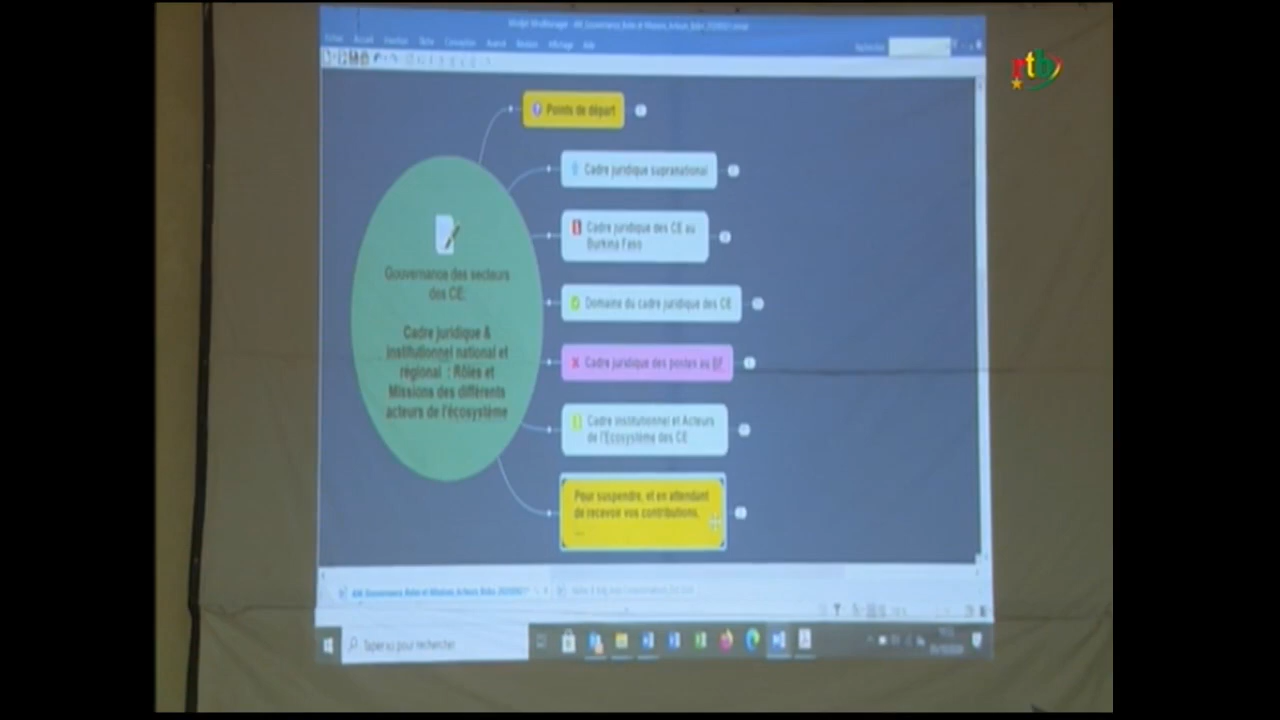 rtb
Points de départ
Cadre juridique supranational
Cadre juridique des CE au
Burkina Faso
Gouvernance des secteurs
des CE:
Domaine du cadre juridique des CE
Cadre juridique &
institutionnel national et
régional : Rôles et
Missions des différents
acteurs de l'écosystème
Cadre juridique des postes au BF
Cadre institutionnel et Acteurs
de l'Ecosystème des CE
Pour suspendre, et en attendant
de recevoir vos contributions,
...
Taper ici pour rechercher